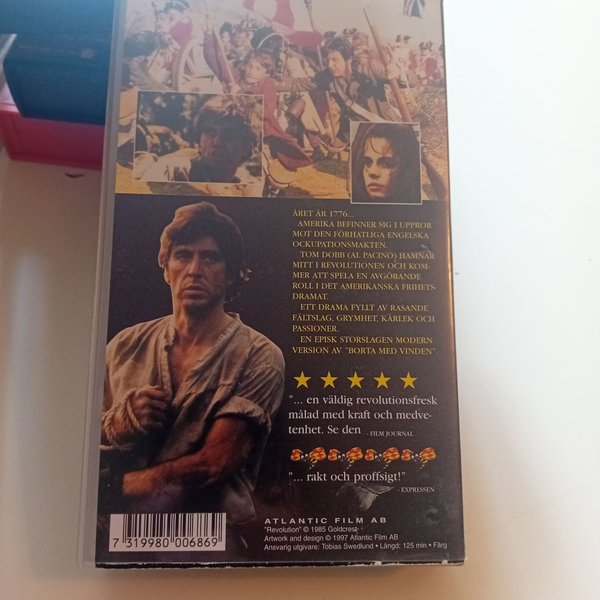 ÅRET ÄR 1776...
AMERIKA BEFINNER SIG I UPPROR
MOT DEN FÖRHATLIGA ENGELSKA
OCKUPATIONSMAKTEN.
TOM DOBB (AL PACINO) HAMNAR
MITT I REVOLUTIONEN OCH KOM-
MER ATT SPELA EN AVGÖRANDE
ROLL I DET AMERIKANSKA FRIHETS-
DRAMAT.
ETT DRAMA FYLLT AV RASANDE
FÄLTSLAG, GRYMHET, KÄRLEK OCH
PASSIONER.
EN EPISK STORSLAGEN MODERN
VERSION AV "BORTA MED VINDEN".
"... en väldig revolutionsfresk
målad med kraft och medve-
tenhet. Se den - FILM JOURNAL
"... rakt och proffsigt!"
- EXPRESSEN
ATLANTIC FILM AB
"Revolution" © 1985 Goldcrest
Artwork and design © 1997 Atlantic Film AB
Ansvarig utgivare: Tobias Swedlund • Längd: 125 min • Färg
7 319980 006869